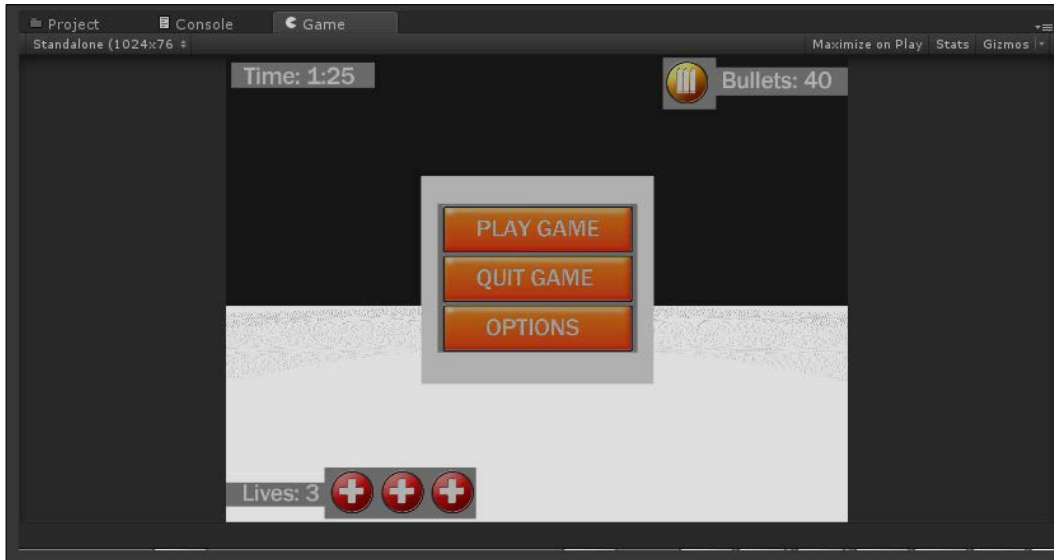 Project Console Game
Standalone (1024x76 Maximize on Play Stats Gizmos
Time: 1:25 Bullets: 40
PLAY GAME
QUIT GAME
OPTIONS
Lives: 3